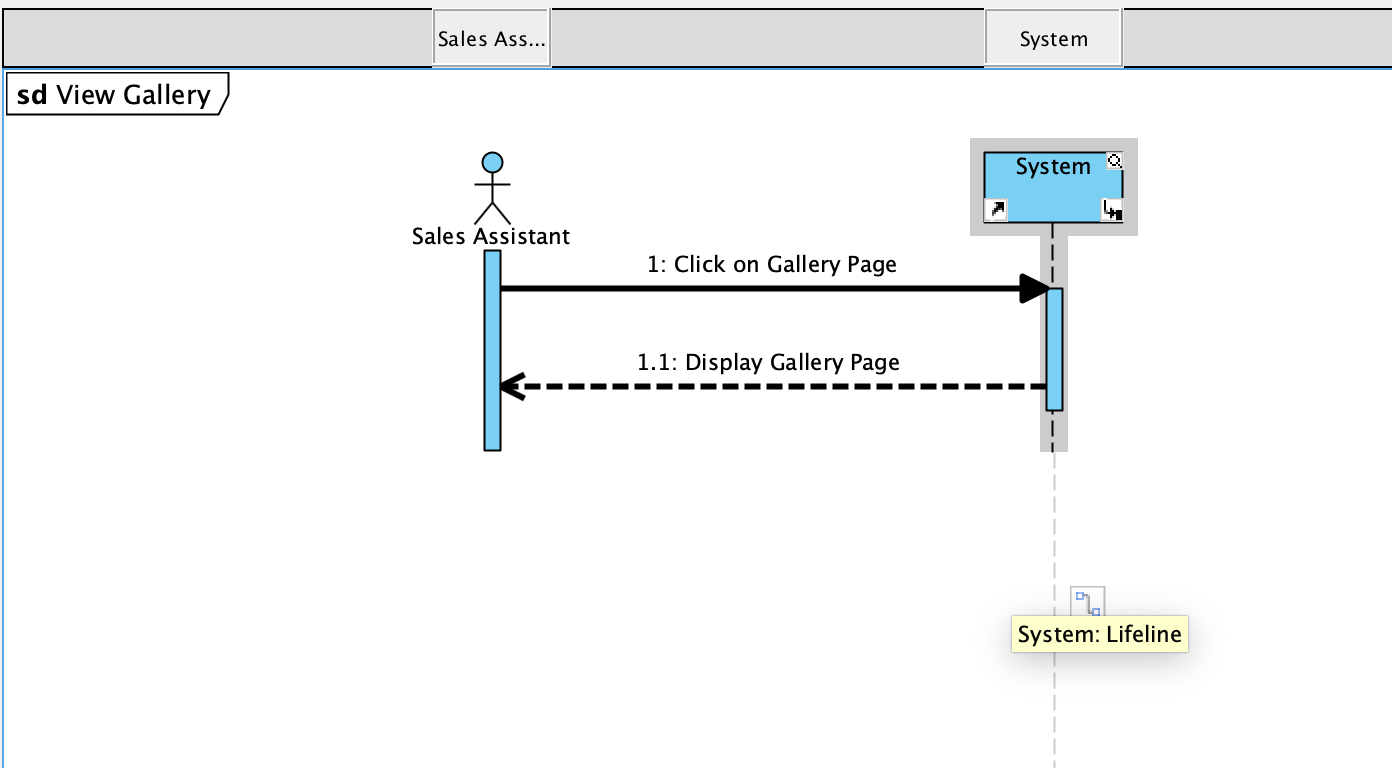 Sales Ass...
System
sd View Gallery
System
Sales Assistant
1: Click on Gallery Page
1.1: Display Gallery Page
System: Lifeline